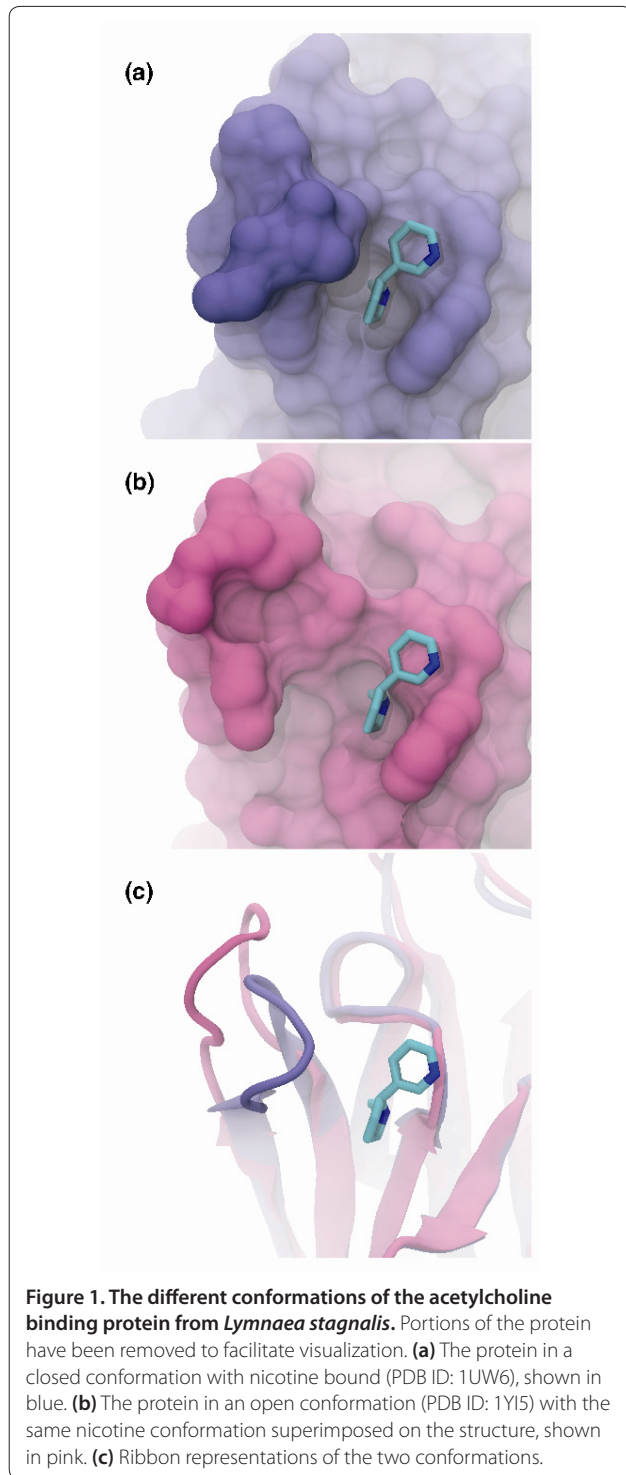 (a)
(b)
(c)
Figure 1. The different conformations of the acetylcholine
binding protein from Lymnaea stagnalis. Portions of the protein
have been removed to facilitate visualization. (a) The protein in a
closed conformation with nicotine bound (PDB ID: 1UW6), shown in
blue. (b) The protein in an open conformation (PDB ID: 1YI5) with the
same nicotine conformation superimposed on the structure, shown
in pink. (c) Ribbon representations of the two conformations.